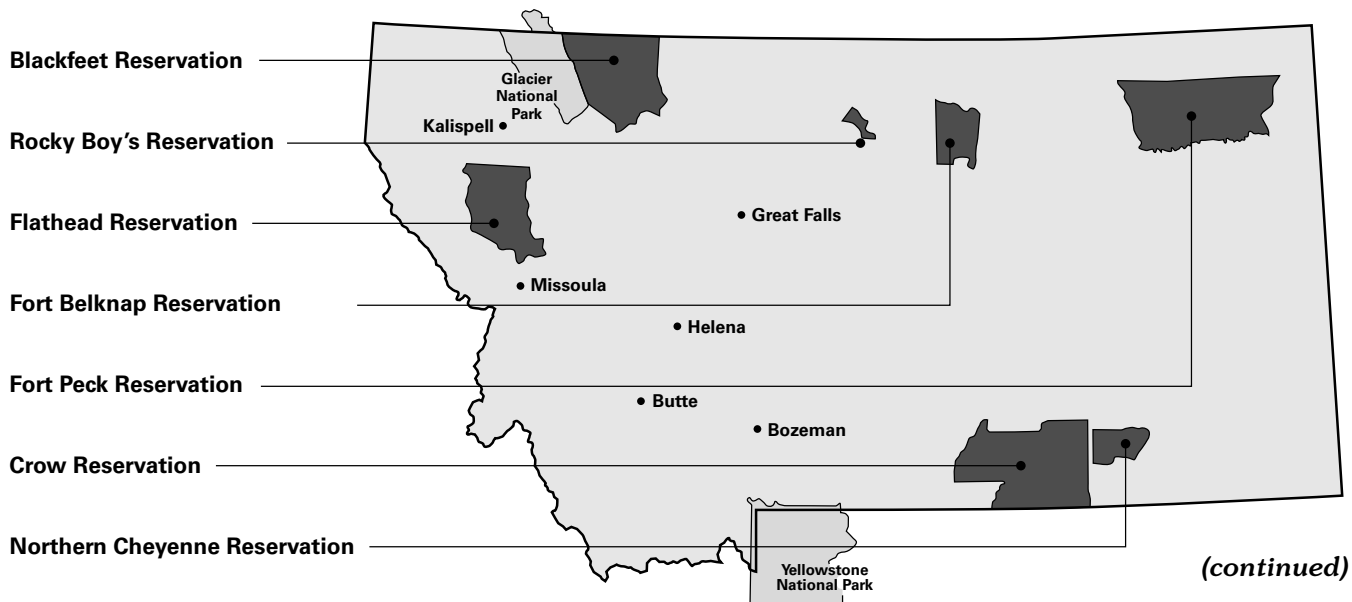 Blackfeet Reservation
Glacier
National
Park
Kalispell
Rocky Boy's Reservation
Flathead Reservation
Great Falls
Missoula
Fort Belknap Reservation
Helena
Fort Peck Reservation
Butte
Bozeman
Crow Reservation
Northern Cheyenne Reservation
Yellowstone
National Park
(continued)